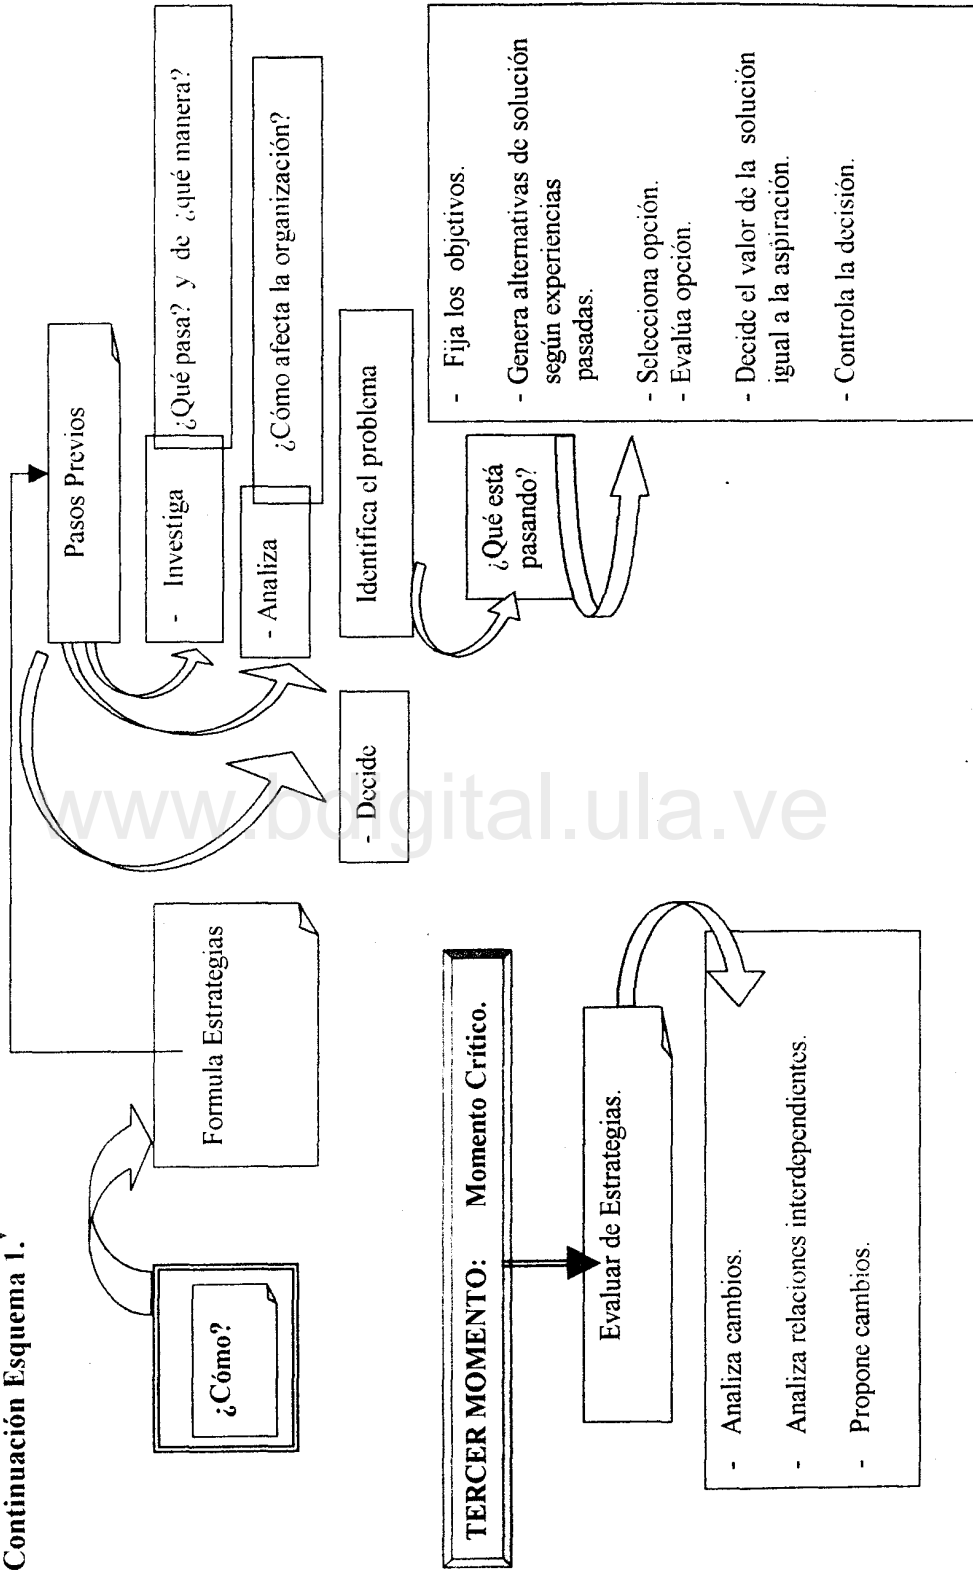 Continuación Esquema 1.
¿Cómo?
Formula Estrategias
Pasos Previos
- Investiga
¿Qué pasa? y de ¿qué manera?
- Analiza
¿Cómo afecta la organización?
- Decide
Identifica el problema
¿Qué está
pasando?
- Fija los objetivos.
- Genera alternativas de solución
según experiencias
pasadas.
- Selecciona opción.
- Evalúa opción.
- Decide el valor de la solución
igual a la aspiración.
- Controla la decisión.
TERCER MOMENTO: Momento Crítico.
Evaluar de Estrategias.
- Analiza cambios.
- Analiza relaciones interdependientes.
- Propone cambios.
www.bdigital.ula.ve